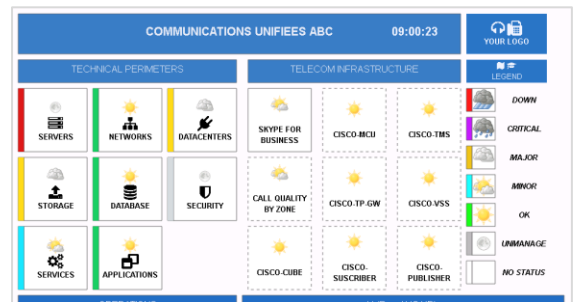 COMMUNICATIONS UNIFIEES ABC 09:00:23
YOUR LOGO
TECHNICAL PERIMETERS
TELECOM INFRASTRUCTURE
LEGEND
SERVERS
NETWORKS
DATACENTERS
SKYPE FOR
BUSINESS
CISCO-MCU
CISCO-TMS
DOWN
CRITICAL
MAJOR
STORAGE
DATABASE
SECURITY
CALL QUALITY
BY ZONE
CISCO-TP-GW
CISCO-VSS
MINOR
OK
SERVICES
APPLICATIONS
CISCO-CUBE
CISCO-
SUSCRIBER
CISCO-
PUBLISHER
UNMANAGE
NO STATUS